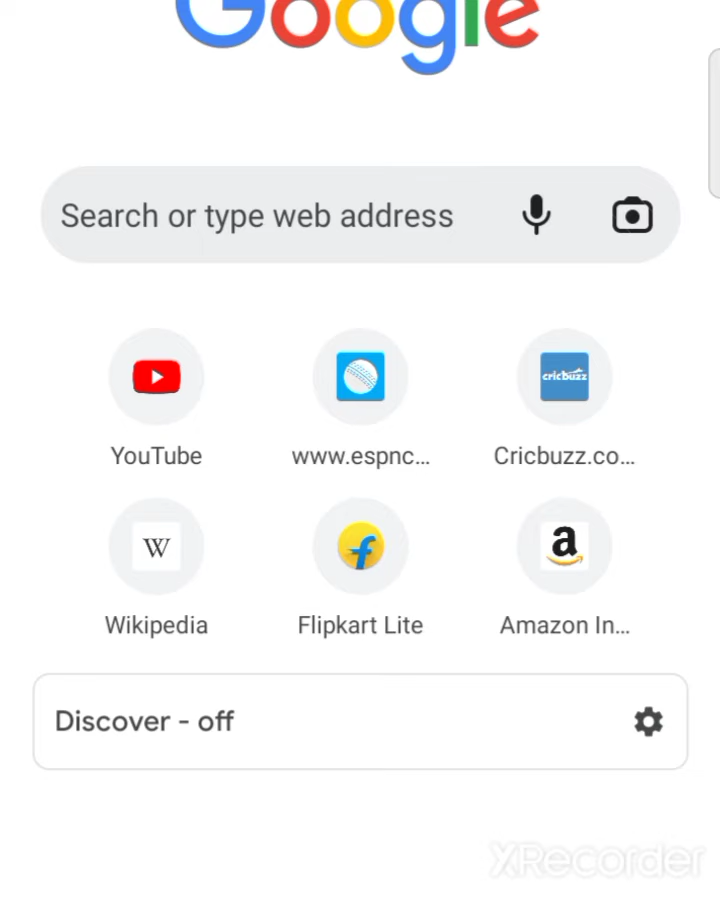 Google
Search or type web address
cricbuzz
YouTube
www.espnc...
Cricbuzz.co...
W
f
a
Wikipedia
Flipkart Lite
Amazon In...
Discover - off
XRecorder